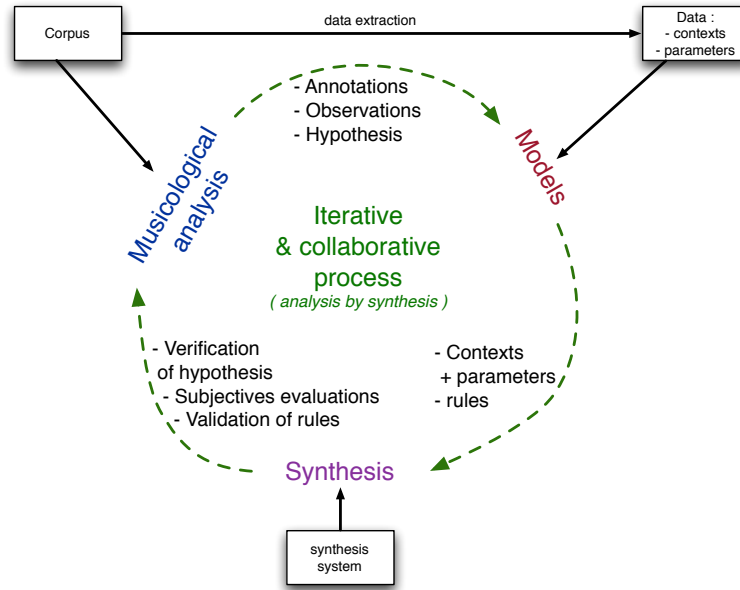 Corpus
data extraction
Data :
- contexts
- parameters
- Annotations
- Observations
- Hypothesis
Musicological
analysis
Models
Iterative
& collaborative
process
( analysis by synthesis )
- Verification
of hypothesis
- Subjectives evaluations
- Validation of rules
- Contexts
+ parameters
- rules
Synthesis
synthesis
system